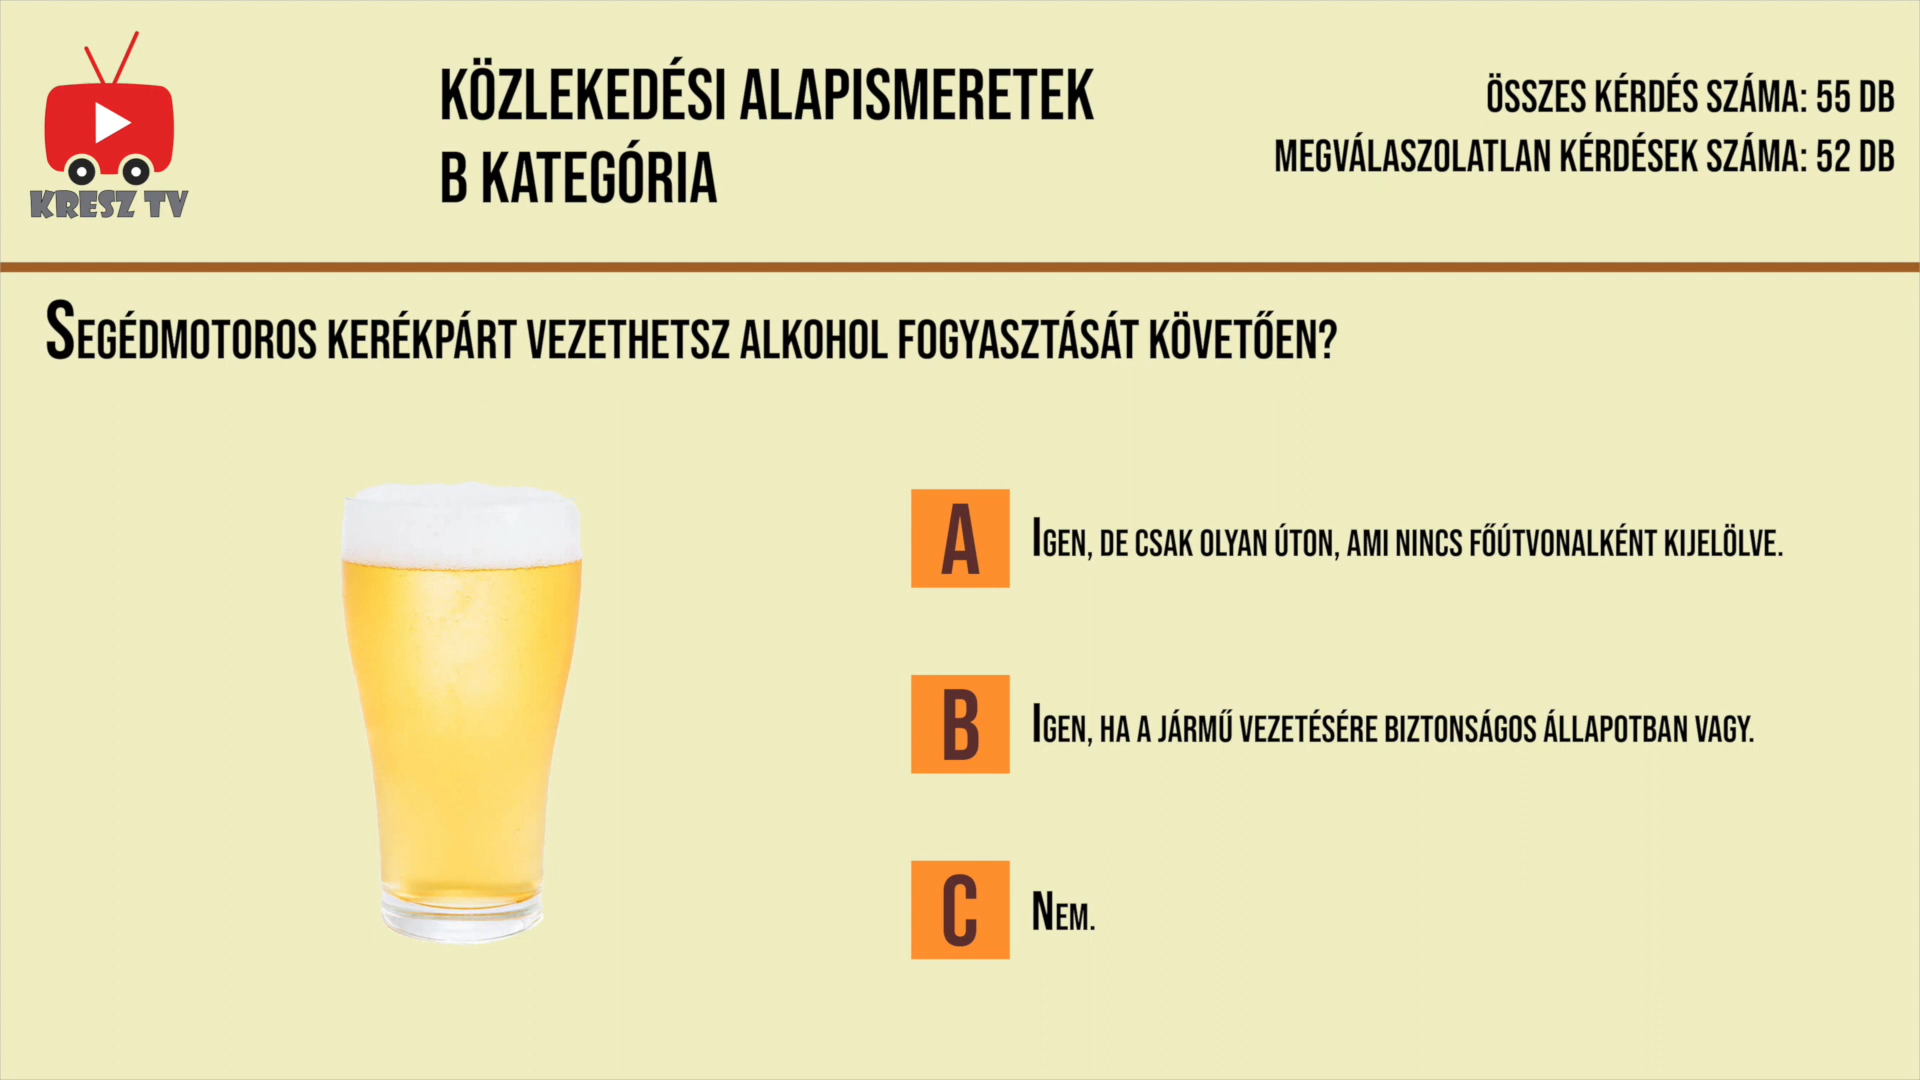 KRESZ TV
KÖZLEKEDÉSI ALAPISMERETEK
B KATEGÓRIA
ÖSSZES KÉRDÉS SZÁMA: 55 DB
MEGVÁLASZOLATLAN KÉRDÉSEK SZÁMA: 52 DB
SEGÉDMOTOROS KERÉKPÁRT VEZETHETSZ ALKOHOL FOGYASZTÁSÁT KÖVETŐEN?
A IGEN, DE CSAK OLYAN ÚTON, AMI NINCS FŐÚTVONALKÉNT KIJELÖLVE.
B IGEN, HA A JÁRMŰ VEZETÉSÉRE BIZTONSÁGOS ÁLLAPOTBAN VAGY.
C NEM.